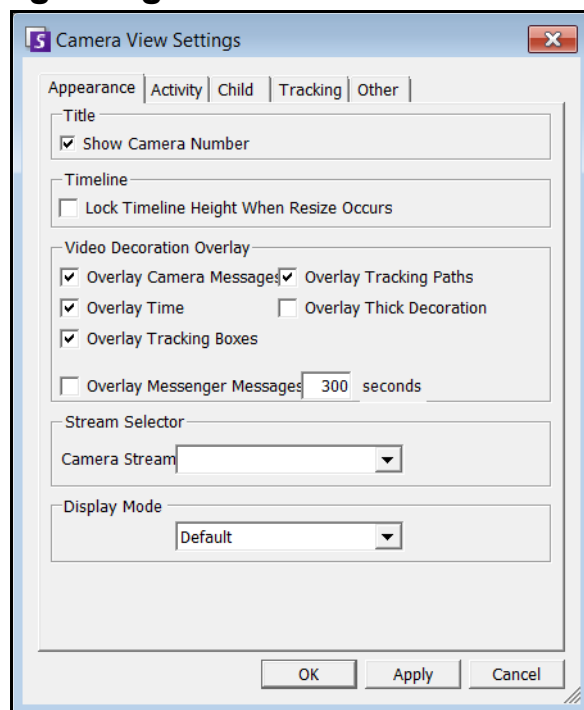 Camera View Settings
Appearance Activity Child Tracking Other
Title
Show Camera Number
Timeline
Lock Timeline Height When Resize Occurs
Video Decoration Overlay
Overlay Camera Messages Overlay Tracking Paths
Overlay Time Overlay Thick Decoration
Overlay Tracking Boxes
Overlay Messenger Messages 300 seconds
Stream Selector
Camera Stream
Display Mode
Default
OK Apply Cancel